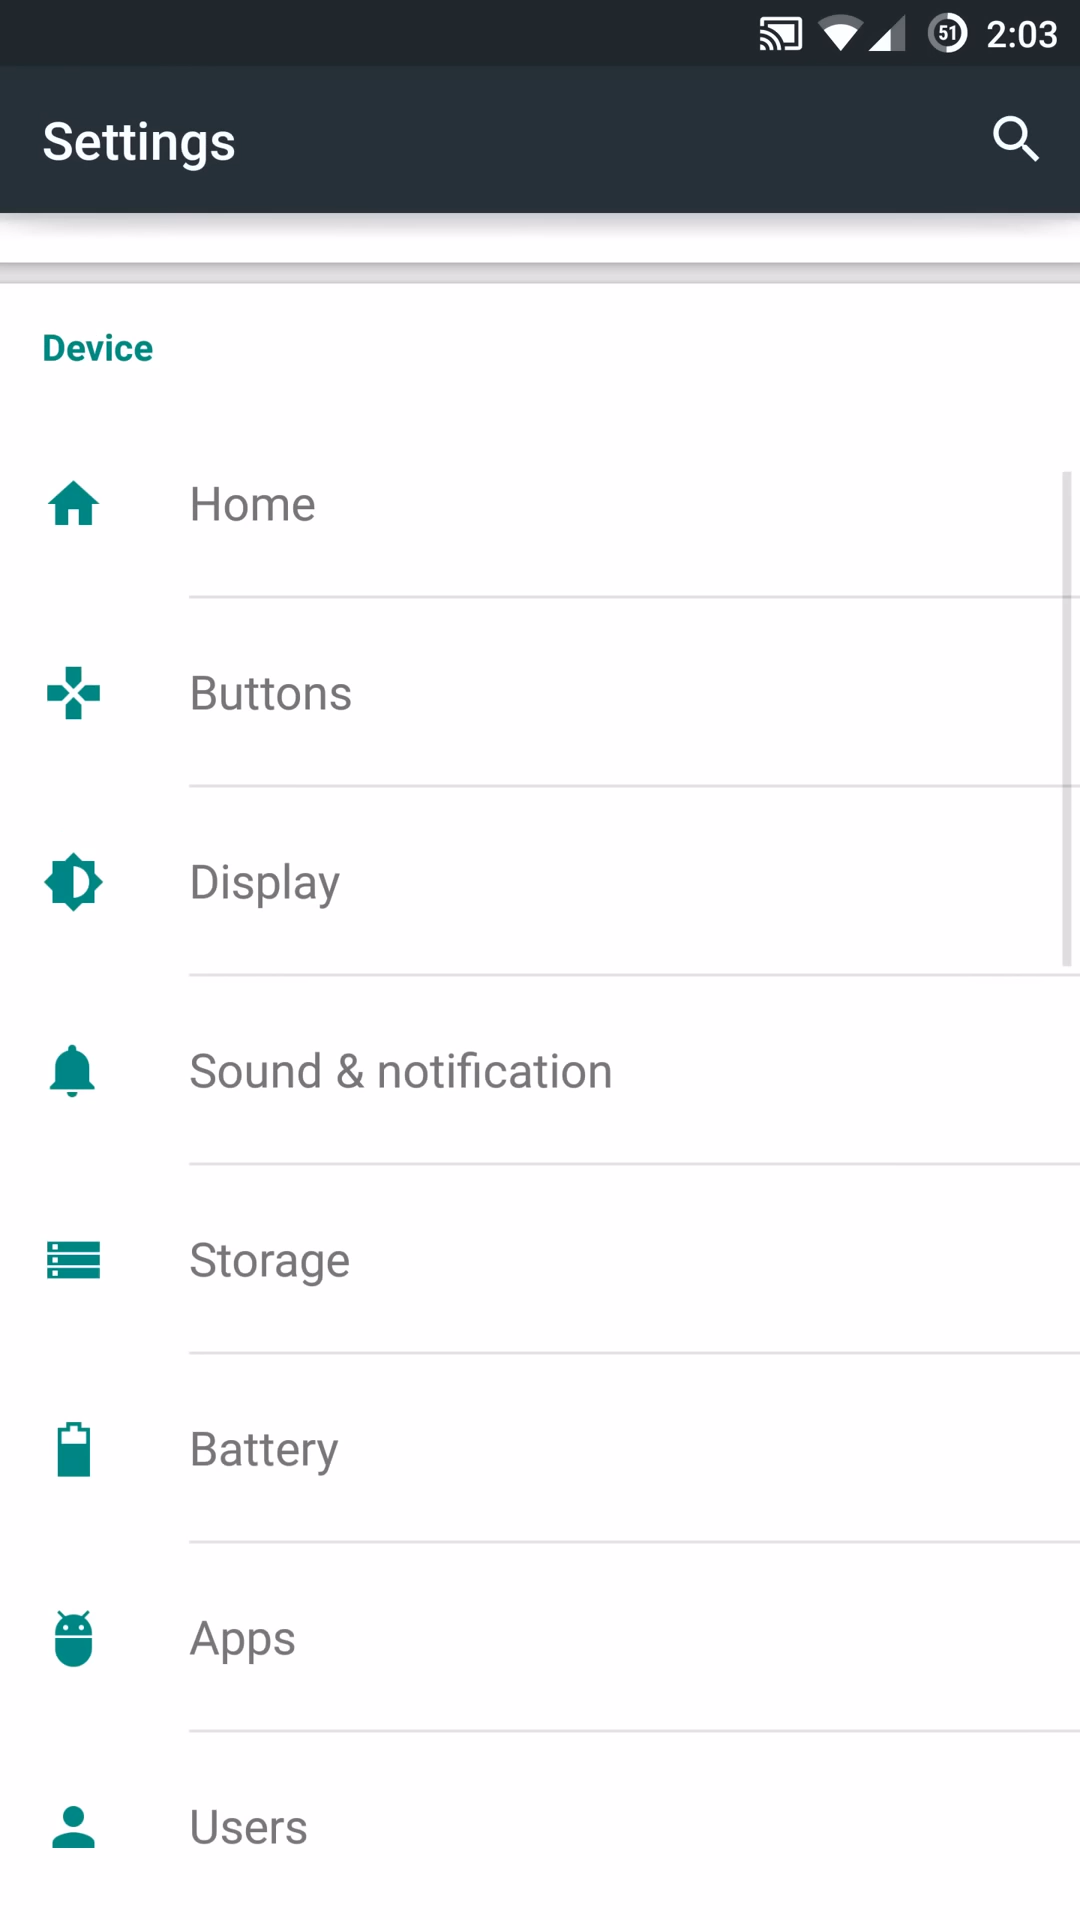 51 2:03
Settings
Device
Home
Buttons
Display
Sound & notification
Storage
Battery
Apps
Users